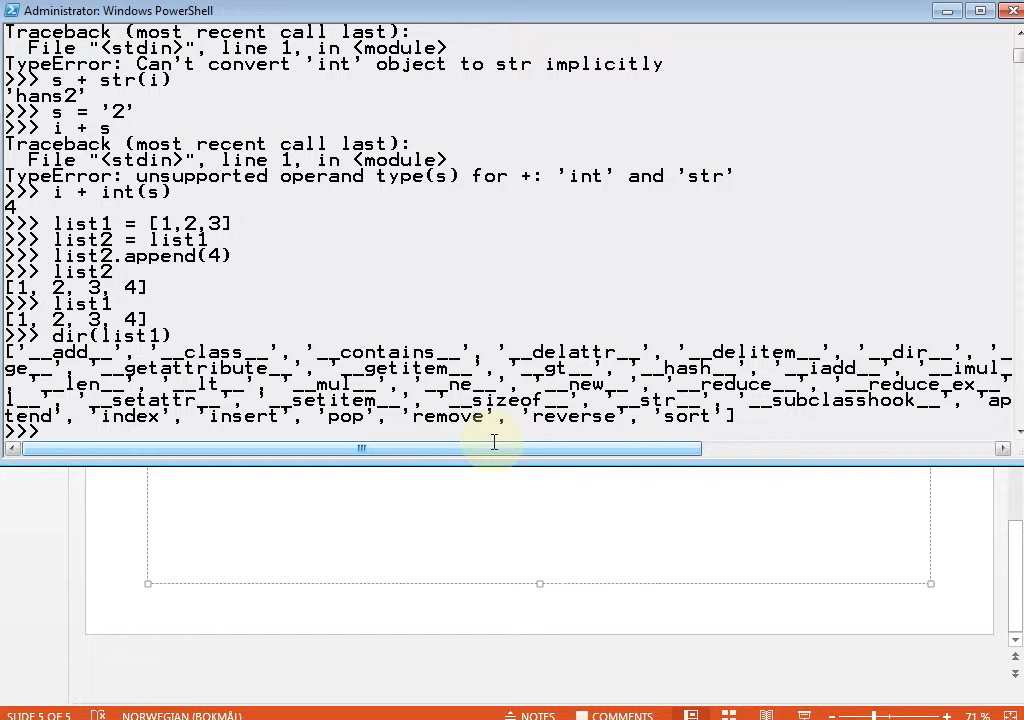 Administrator: Windows PowerShell
Traceback (most recent call last):
  File "<stdin>", line 1, in <module>
TypeError: Can't convert 'int' object to str implicitly
>>> s + str(i)
'hans2'
>>> s = '2'
>>> i + s
Traceback (most recent call last):
  File "<stdin>", line 1, in <module>
TypeError: unsupported operand type(s) for +: 'int' and 'str'
>>> i + int(s)
4
>>> list1 = [1,2,3]
>>> list2 = list1
>>> list2.append(4)
>>> list2
[1, 2, 3, 4]
>>> list1
[1, 2, 3, 4]
>>> dir(list1)
['__add__', '__class__', '__contains__', '__delattr__', '__delitem__', '__dir__', '_
ge__', '__getattribute__', '__getitem__', '__gt__', '__hash__', '__iadd__', '__imul_
, '__len__', '__lt__', '__mul__', '__ne__', '__new__', '__reduce__', '__reduce_ex__'
l__', '__setattr__', '__setitem__', '__sizeof__', '__str__', '__subclasshook__', 'ap
tend', 'index', 'insert', 'pop', 'remove', 'reverse', 'sort']
>>>
SLIDE 5 OF 5 NORWEGIAN (BOKMÅL) NOTES COMMENTS 71 %